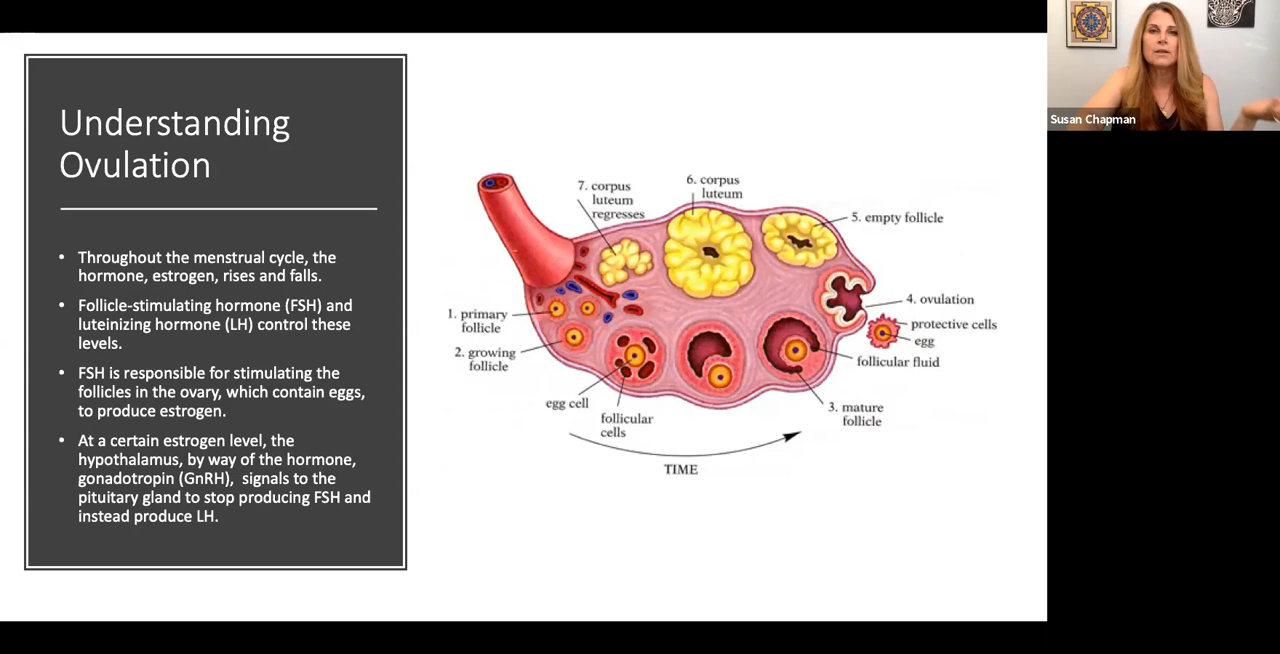 Understanding
Ovulation
• Throughout the menstrual cycle, the
hormone, estrogen, rises and falls.
• Follicle-stimulating hormone (FSH) and
luteinizing hormone (LH) control these
levels.
• FSH is responsible for stimulating the
follicles in the ovary, which contain eggs,
to produce estrogen.
• At a certain estrogen level, the
hypothalamus, by way of the hormone,
gonadotropin (GnRH),  signals to the
pituitary gland to stop producing FSH and
instead produce LH.
7. corpus
luteum
regresses
6. corpus
luteum
5. empty follicle
4. ovulation
protective cells
egg
follicular fluid
1. primary
follicle
2. growing
follicle
egg cell
follicular
cells
3. mature
follicle
TIME
Susan Chapman